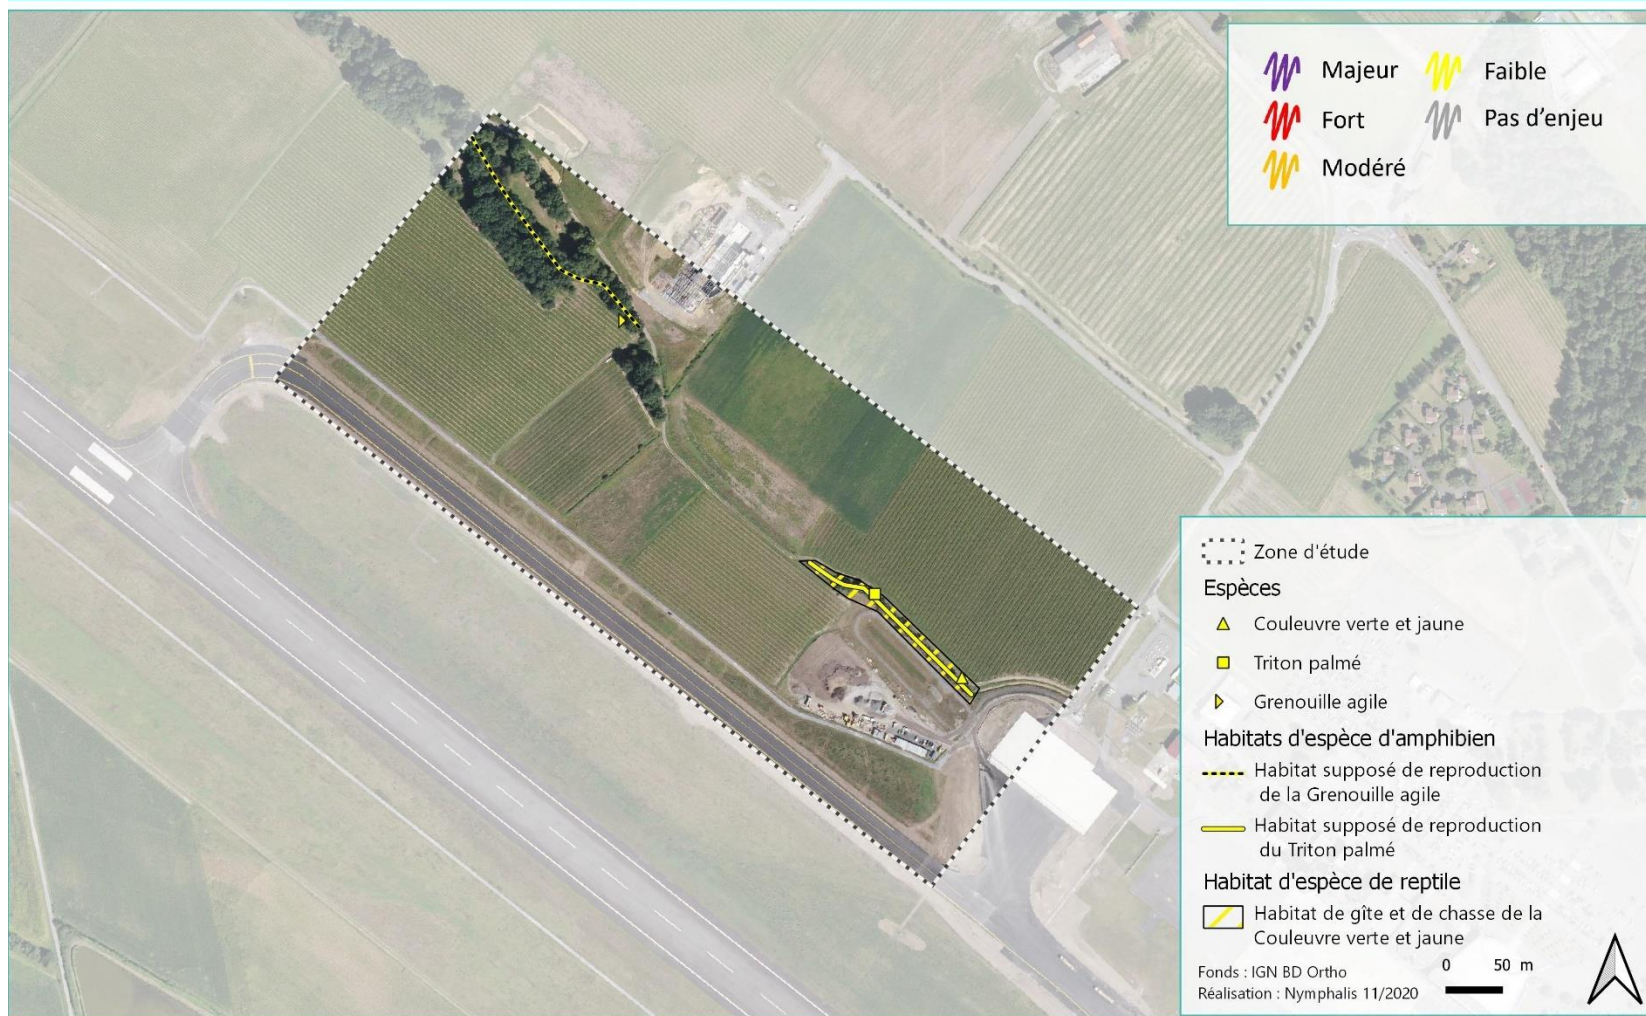 Majeur
Faible
Fort
Pas d’enjeu
Modéré
Zone d'étude
Espèces
Couleuvre verte et jaune
Triton palmé
Grenouille agile
Habitats d'espèce d'amphibien
Habitat supposé de reproduction
de la Grenouille agile
Habitat supposé de reproduction
du Triton palmé
Habitat d'espèce de reptile
Habitat de gîte et de chasse de la
Couleuvre verte et jaune
Fonds : IGN BD Ortho
Réalisation : Nymphalis 11/2020
0 50 m